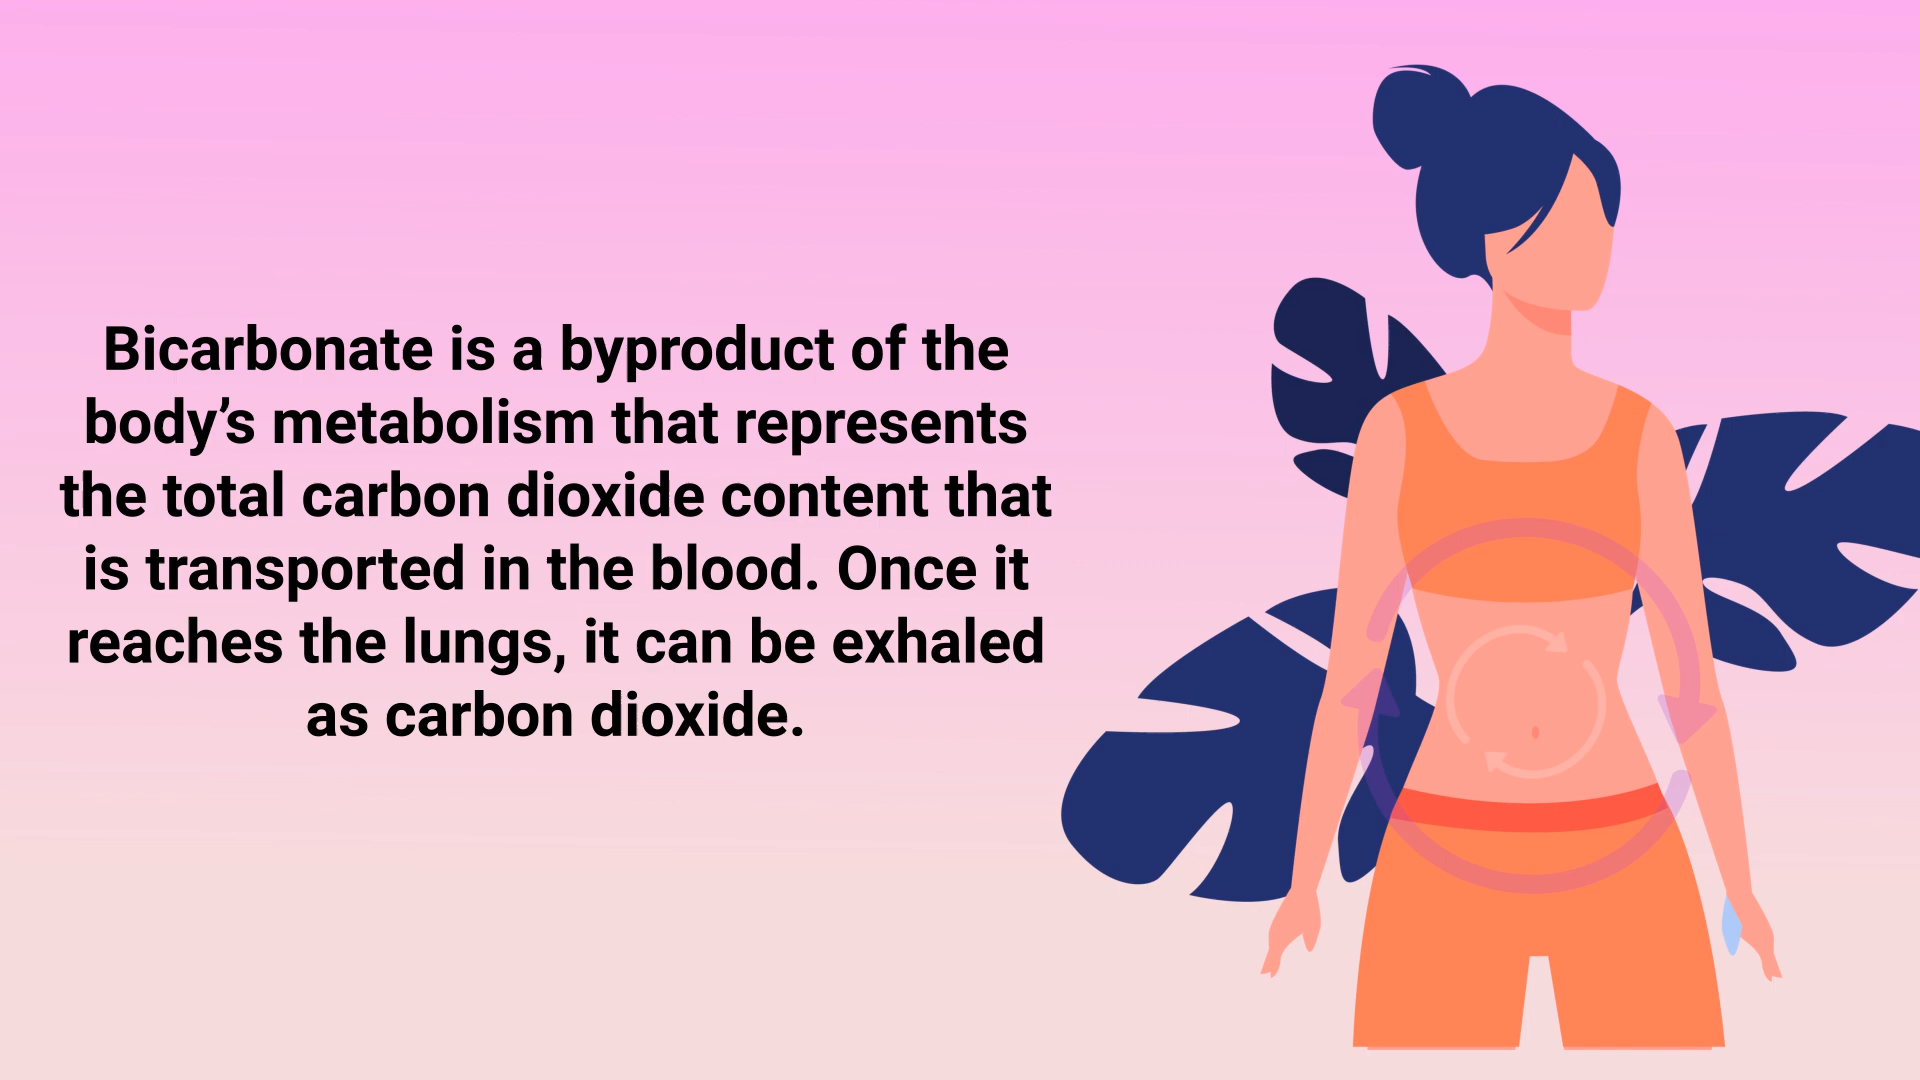 Bicarbonate is a byproduct of the
body’s metabolism that represents
the total carbon dioxide content that
is transported in the blood. Once it
reaches the lungs, it can be exhaled
as carbon dioxide.